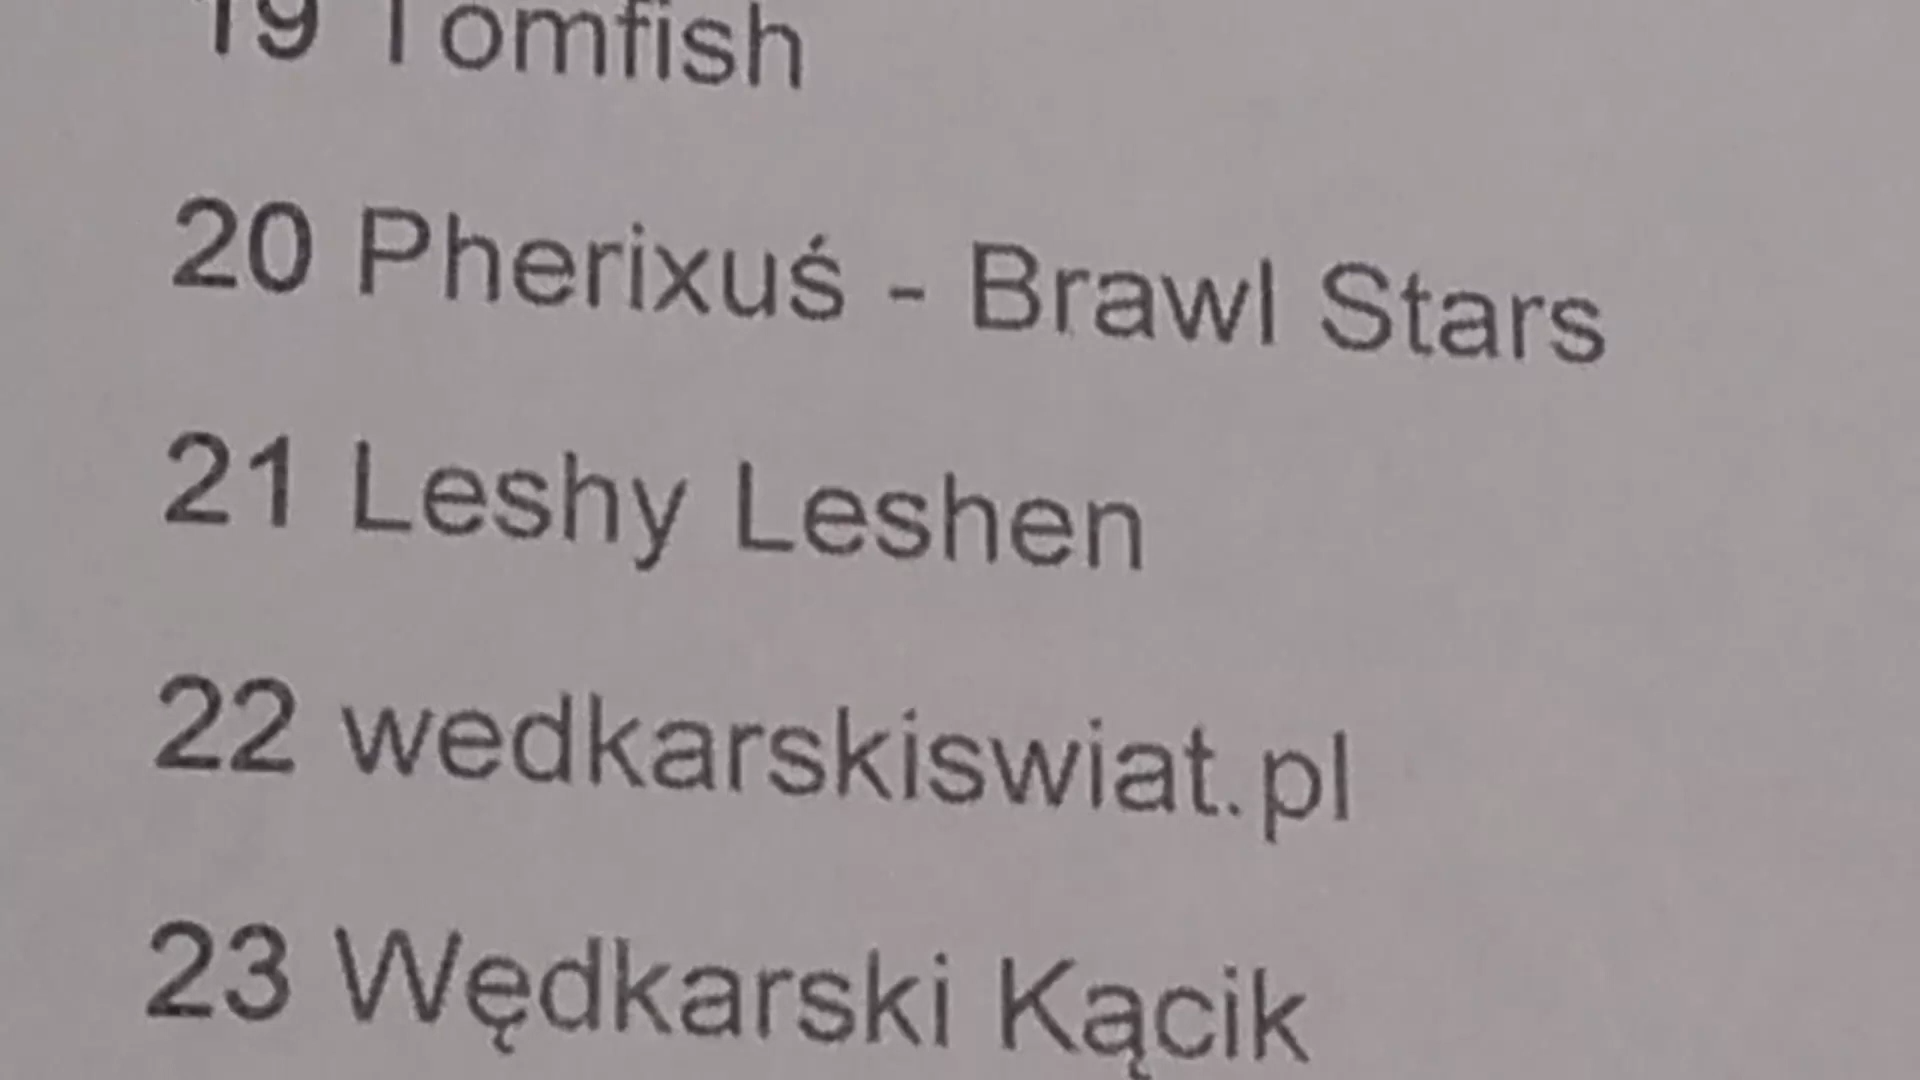 19 Tomfish
20 Pherixuś - Brawl Stars
21 Leshy Leshen
22 wedkarskiswiat.pl
23 Wędkarski Kącik